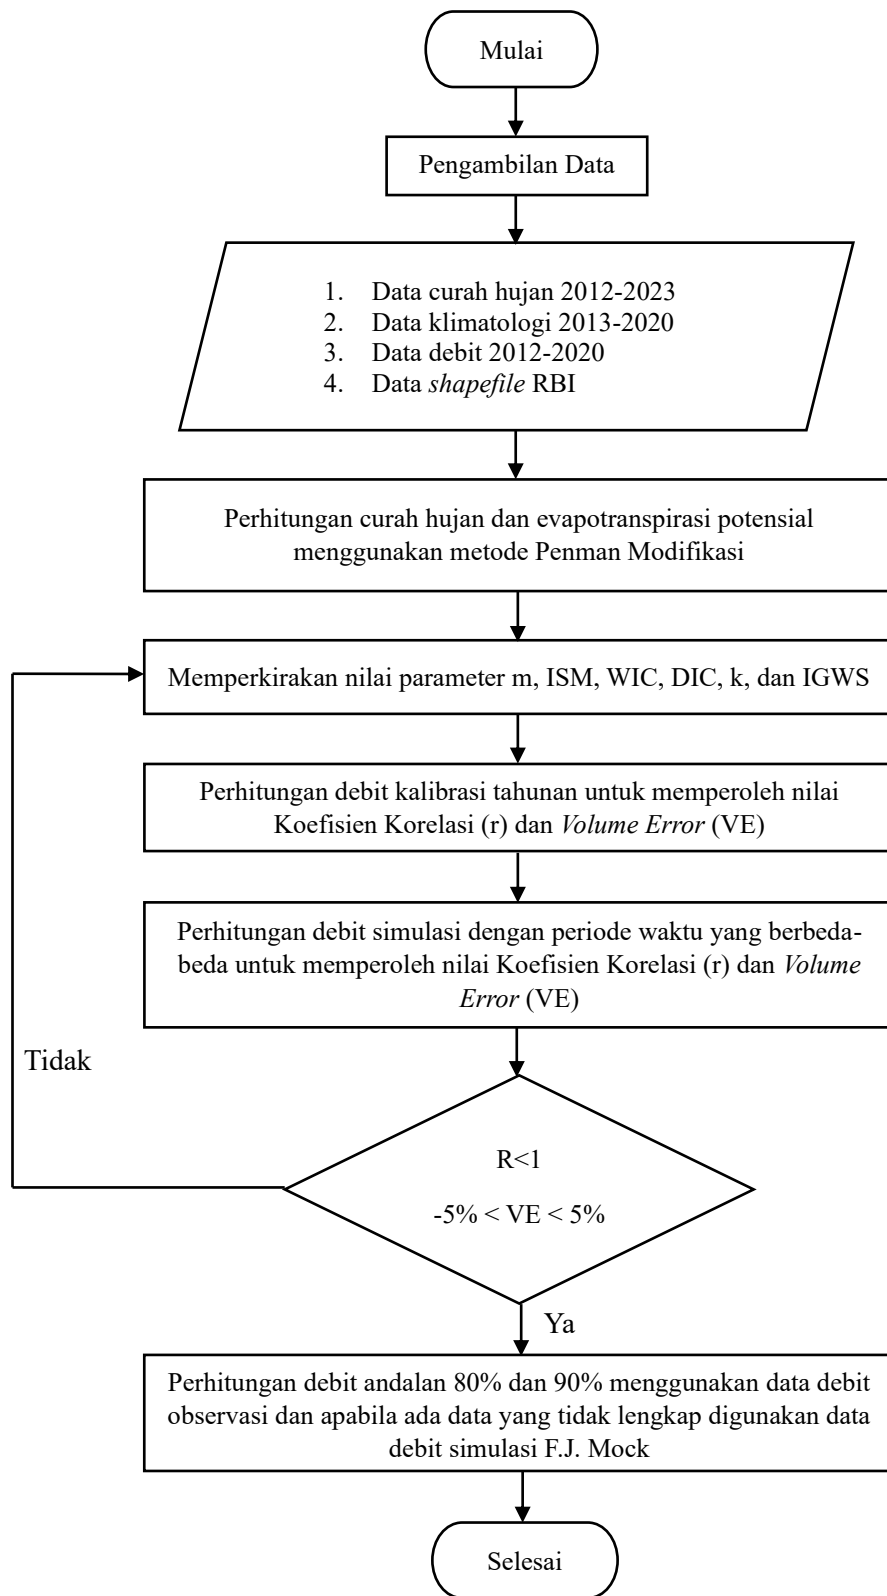 Mulai
Pengambilan Data
1. Data curah hujan 2012-2023
2. Data klimatologi 2013-2020
3. Data debit 2012-2020
4. Data shapefile RBI
Perhitungan curah hujan dan evapotranspirasi potensial
menggunakan metode Penman Modifikasi
Memperkirakan nilai parameter m, ISM, WIC, DIC, k, dan IGWS
Perhitungan debit kalibrasi tahunan untuk memperoleh nilai
Koefisien Korelasi (r) dan Volume Error (VE)
Perhitungan debit simulasi dengan periode waktu yang berbeda-
beda untuk memperoleh nilai Koefisien Korelasi (r) dan Volume
Error (VE)
Tidak
R<1
-5% < VE < 5%
Ya
Perhitungan debit andalan 80% dan 90% menggunakan data debit
observasi dan apabila ada data yang tidak lengkap digunakan data
debit simulasi F.J. Mock
Selesai